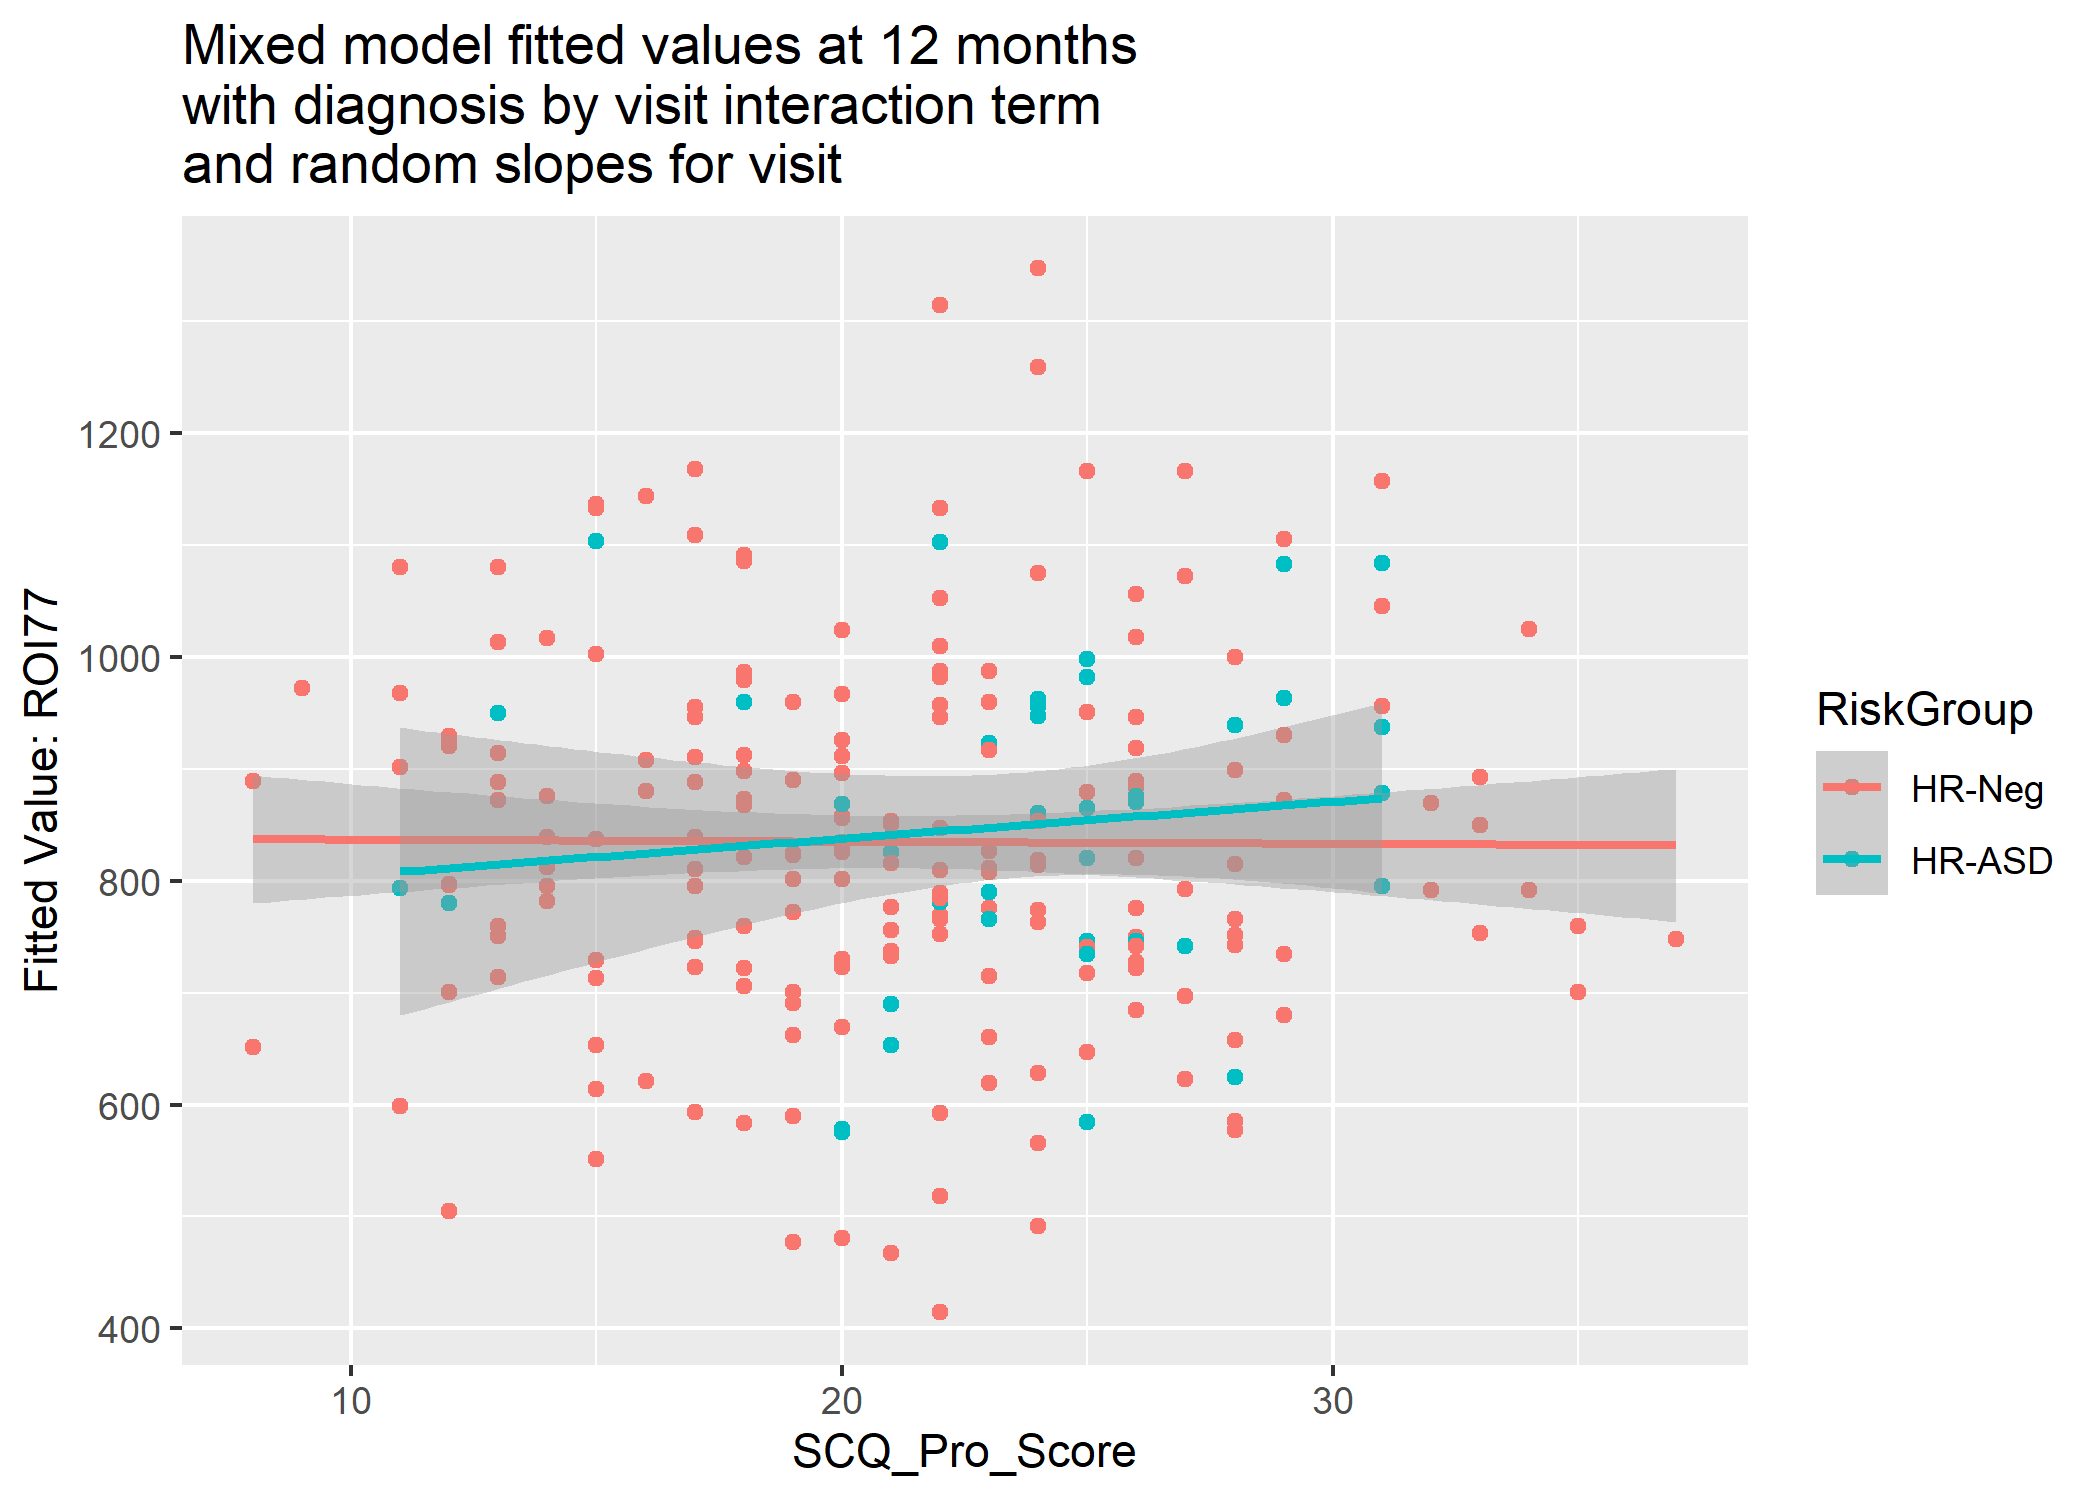 Mixed model fitted values at 12 months
with diagnosis by visit interaction term
and random slopes for visit
Fitted Value: ROI77
1200
1000
800
600
400
10
20
30
SCQ_Pro_Score
RiskGroup
HR-Neg
HR-ASD